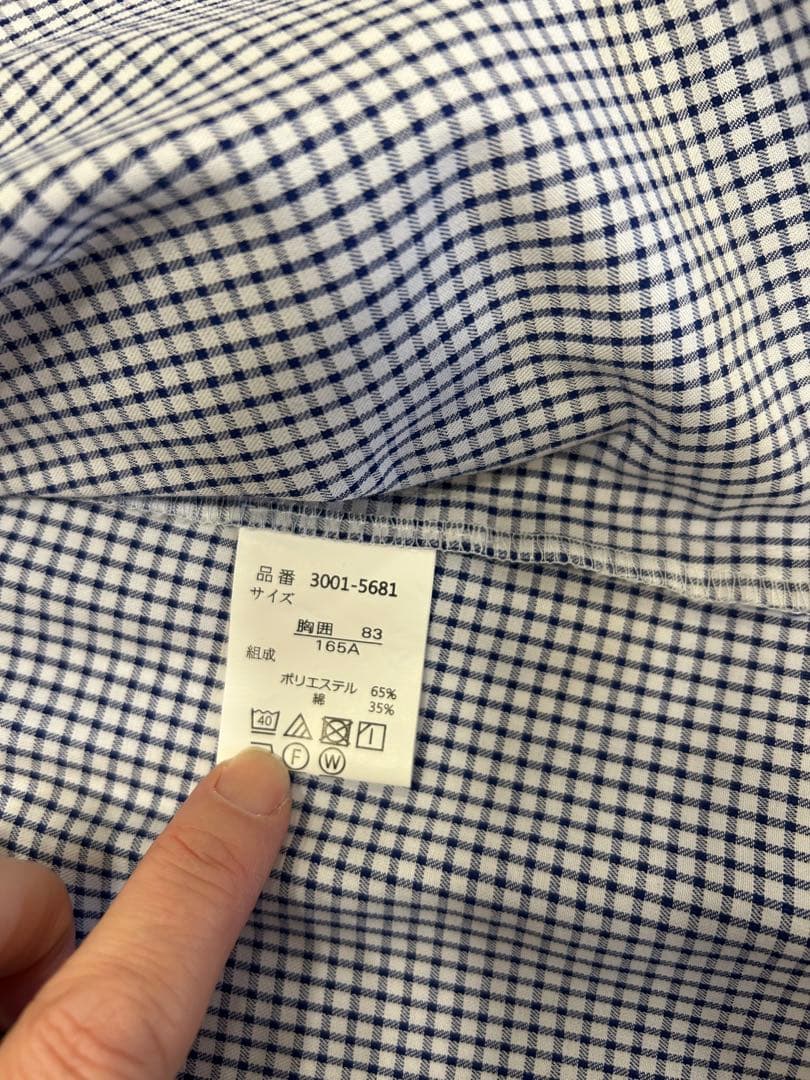 品番 3001-5681
サイズ
胸囲 83
165A
組成
ポリエステル 65%
綿 35%
40
F W